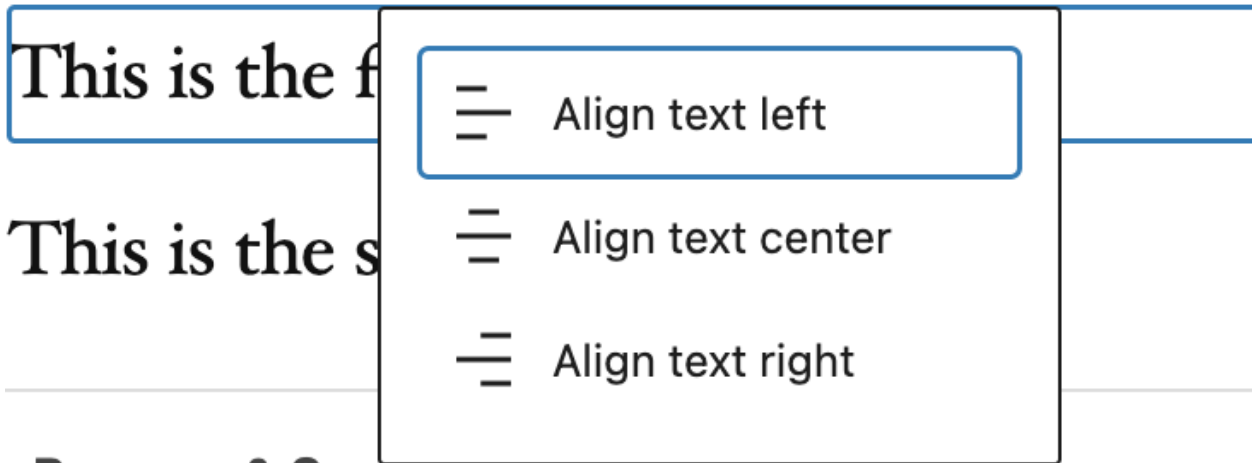 This is the f
Align text left
This is the s
Align text center
Align text right